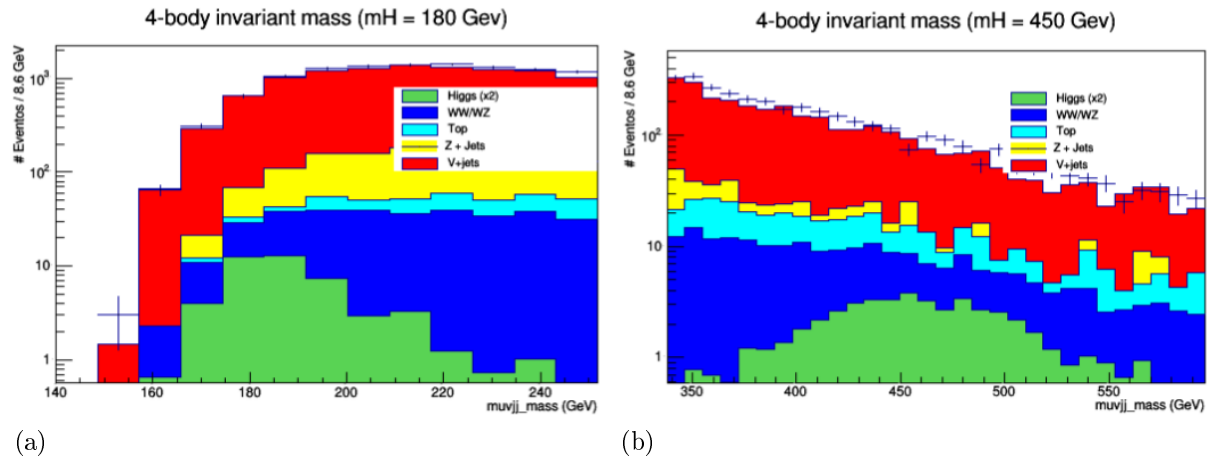 4-body invariant mass (mH = 180 Gev)
# Eventos / 8.6 GeV
10³
10²
10
1
Higgs (x2)
WW/WZ
Top
Z + Jets
V+jets
140 160 180 200 220 240
muvjj_mass (GeV)
(a)
4-body invariant mass (mH = 450 GeV)
# Eventos / 8.6 GeV
10²
10
1
Higgs (x2)
WW/WZ
Top
Z + Jets
V+jets
350 400 450 500 550
muvjj_mass (GeV)
(b)